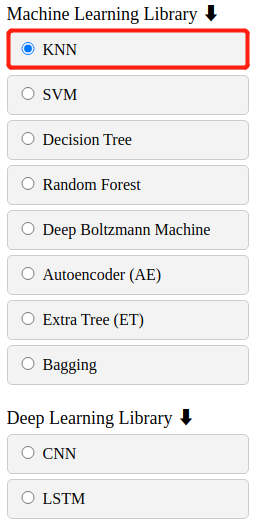 Machine Learning Library ⬇
KNN
SVM
Decision Tree
Random Forest
Deep Boltzmann Machine
Autoencoder (AE)
Extra Tree (ET)
Bagging
Deep Learning Library ⬇
CNN
LSTM